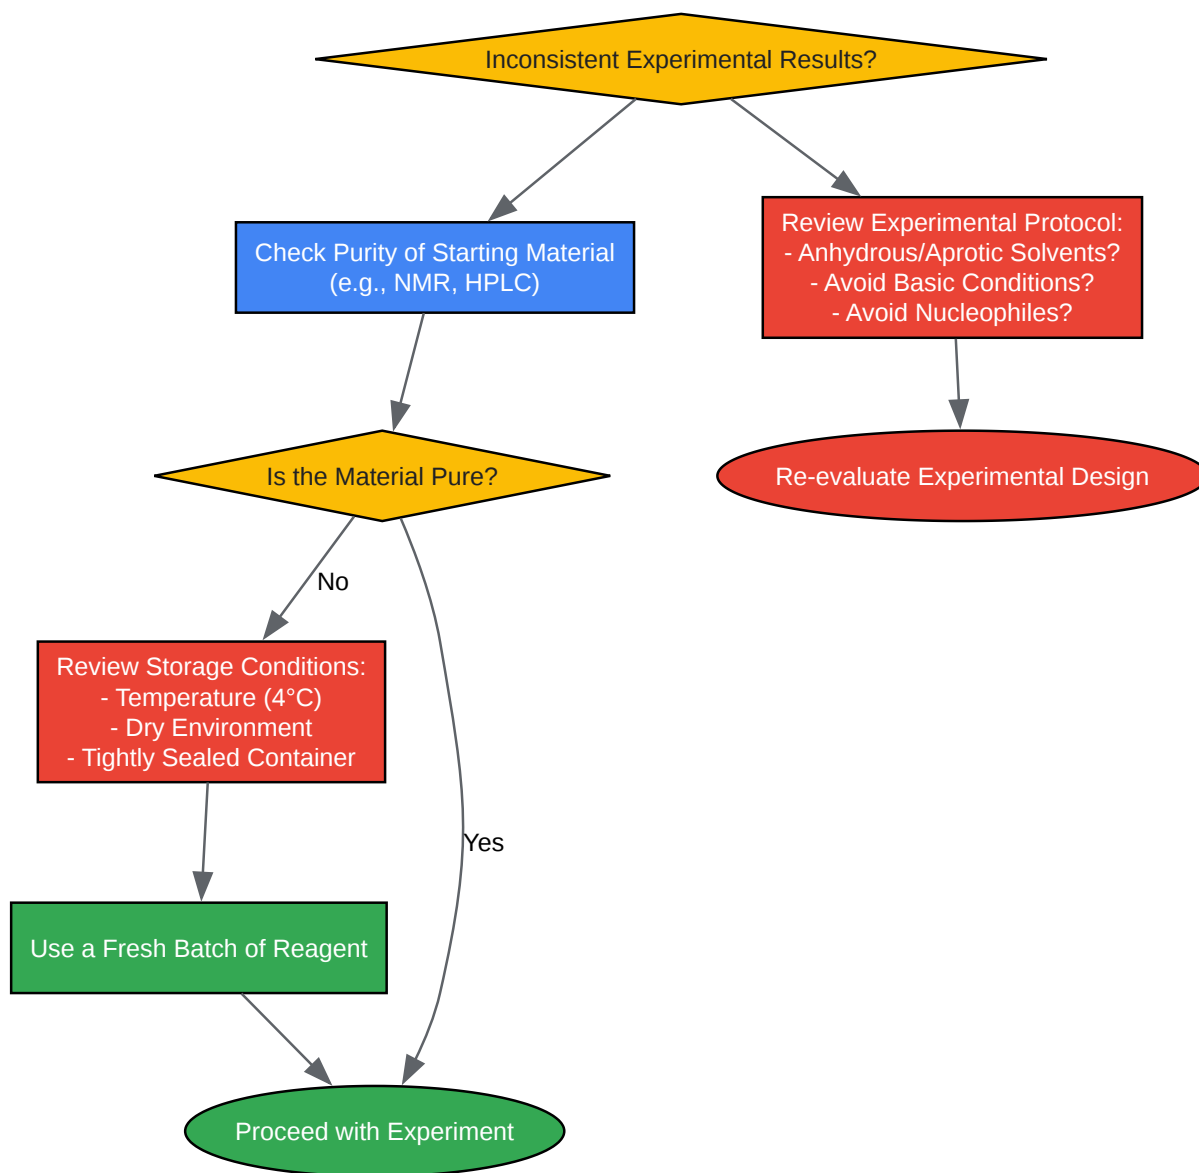 Inconsistent Experimental Results?
Check Purity of Starting Material
(e.g., NMR, HPLC)
Review Experimental Protocol:
- Anhydrous/Aprotic Solvents?
- Avoid Basic Conditions?
- Avoid Nucleophiles?
Is the Material Pure?
Re-evaluate Experimental Design
No
Review Storage Conditions:
- Temperature (4°C)
- Dry Environment
- Tightly Sealed Container
Yes
Use a Fresh Batch of Reagent
Proceed with Experiment